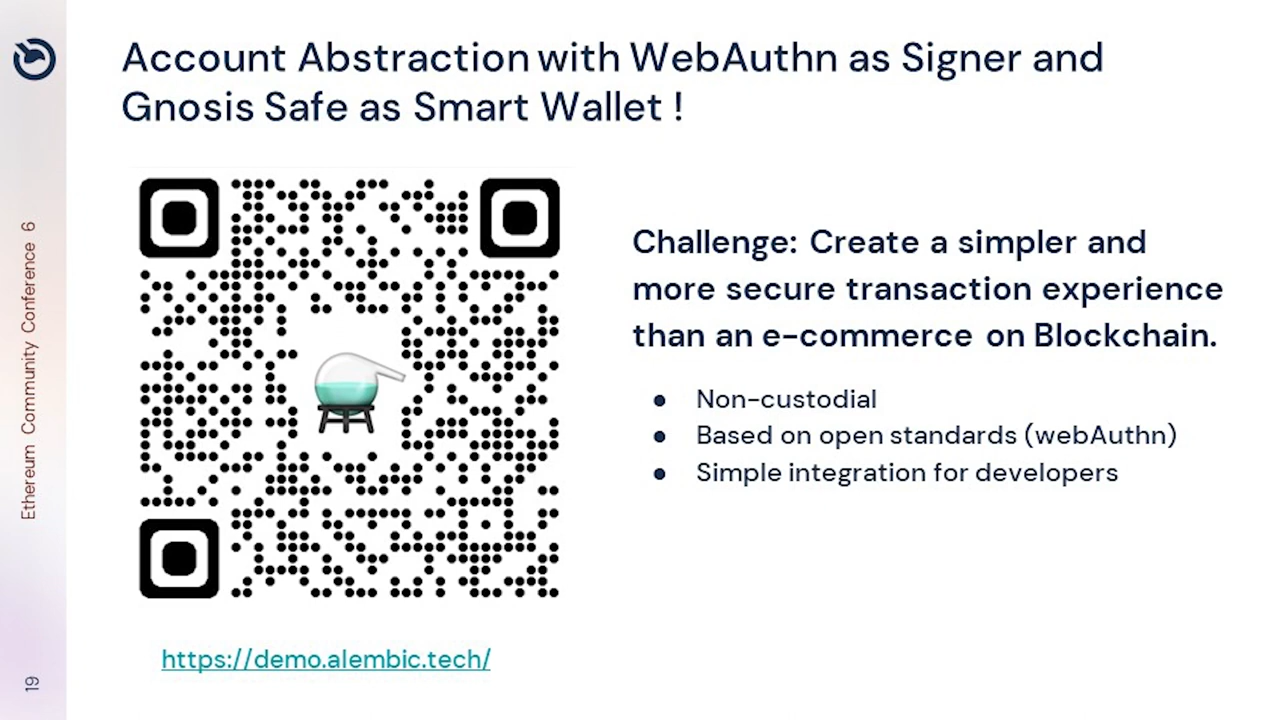 Account Abstraction with WebAuthn as Signer and
Gnosis Safe as Smart Wallet !
Challenge: Create a simpler and
more secure transaction experience
than an e-commerce on Blockchain.
● Non-custodial
● Based on open standards (webAuthn)
● Simple integration for developers
https://demo.alembic.tech/
Ethereum Community Conference 6
19